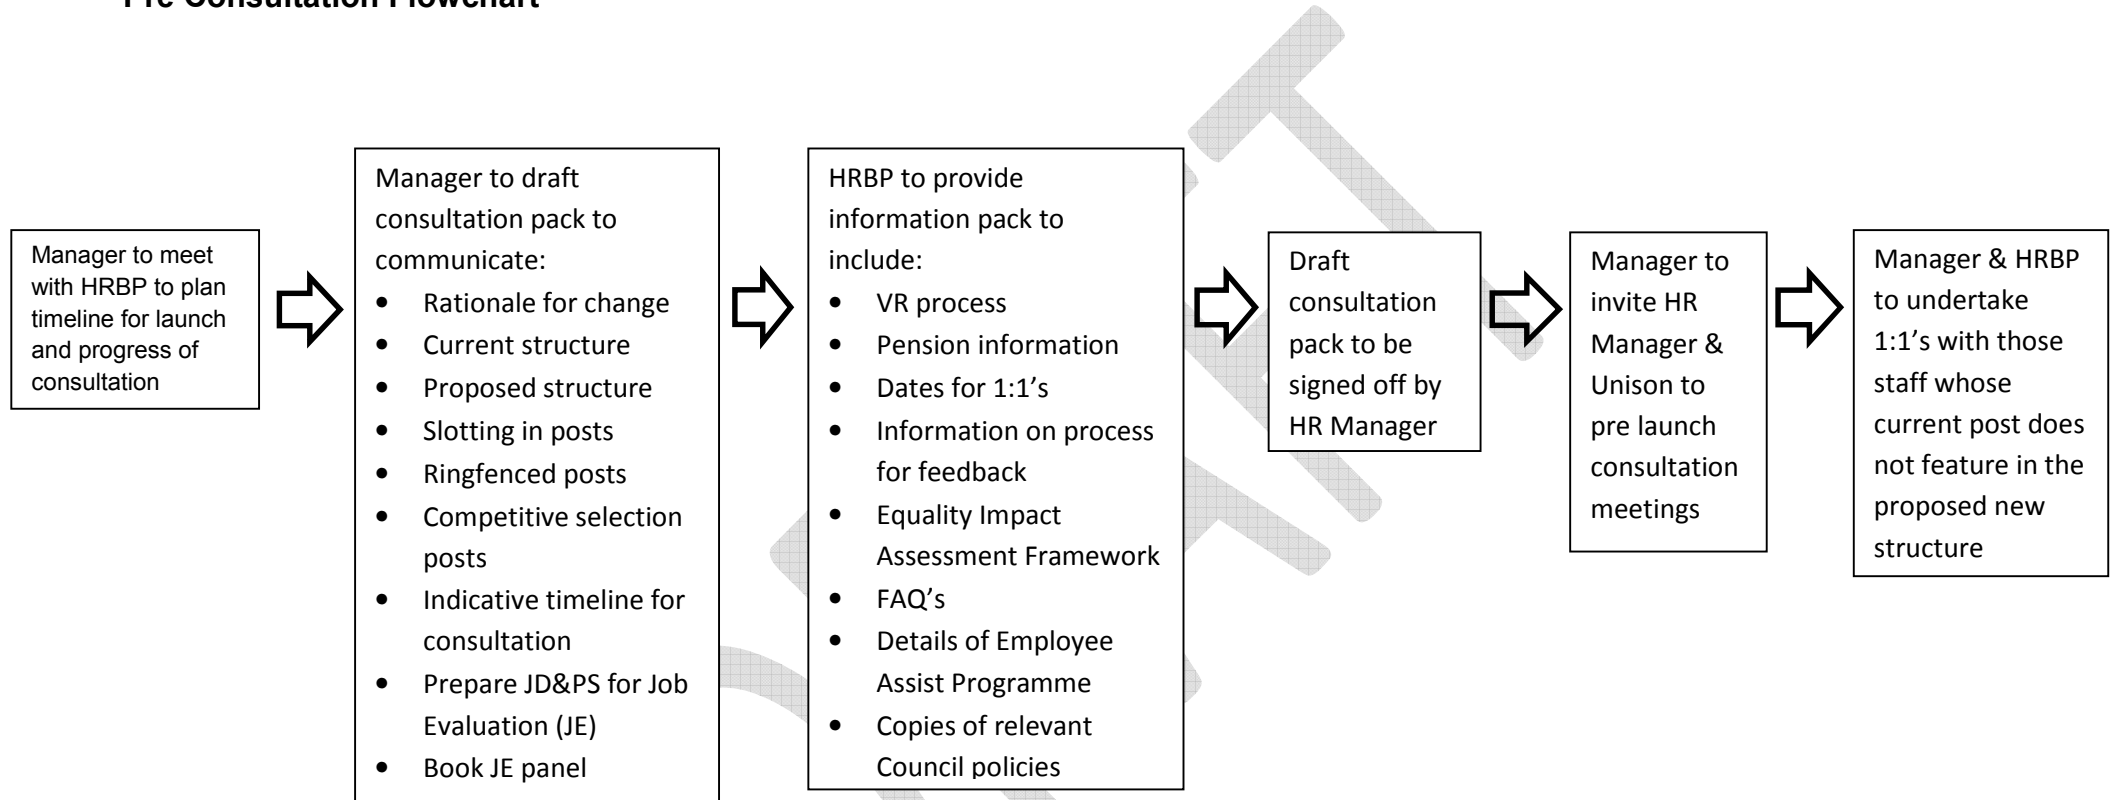 Pre Consultation Flowchart
Manager to meet
with HRBP to plan
timeline for launch
and progress of
consultation
Manager to draft
consultation pack to
communicate:
• Rationale for change
• Current structure
• Proposed structure
• Slotting in posts
• Ringfenced posts
• Competitive selection
posts
• Indicative timeline for
consultation
• Prepare JD&PS for Job
Evaluation (JE)
• Book JE panel
HRBP to provide
information pack to
include:
• VR process
• Pension information
• Dates for 1:1’s
• Information on process
for feedback
• Equality Impact
Assessment Framework
• FAQ’s
• Details of Employee
Assist Programme
• Copies of relevant
Council policies
Draft
consultation
pack to be
signed off by
HR Manager
Manager to
invite HR
Manager &
Unison to
pre launch
consultation
meetings
Manager & HRBP
to undertake
1:1’s with those
staff whose
current post does
not feature in the
proposed new
structure
DRAFT